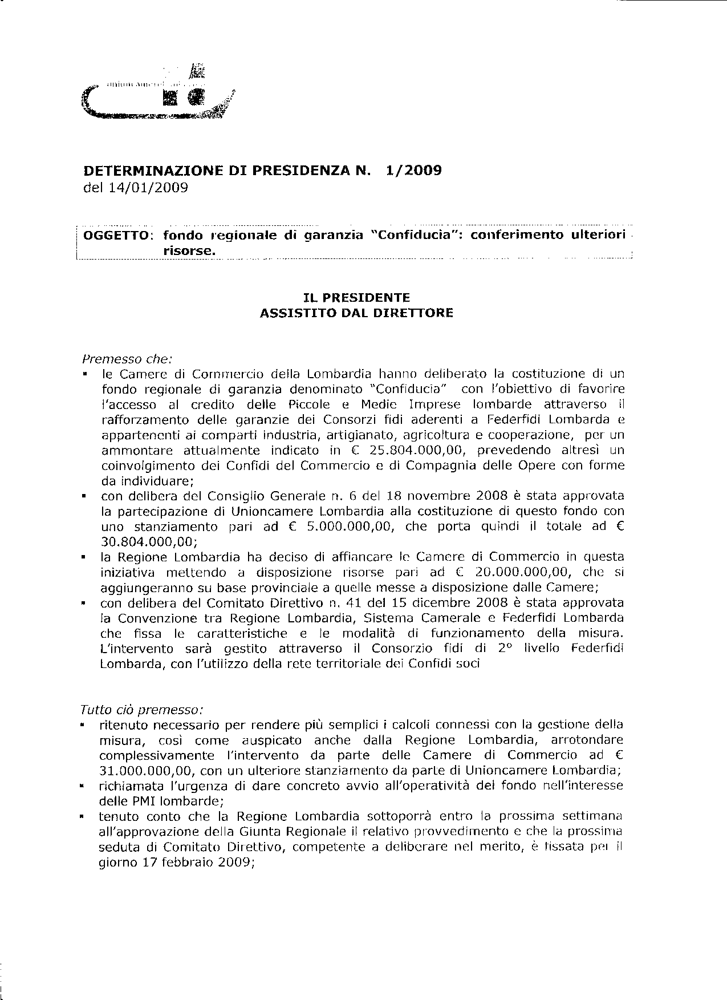 DETERMINAZIONE DI PRESIDENZA N. 1/2009
del 14/01/2009
OGGETTO: fondo regionale di garanzia "Confiducia": conferimento ulteriori
risorse.
IL PRESIDENTE
ASSISTITO DAL DIRETTORE
Premesso che:
▪ le Camere di Commercio della Lombardia hanno deliberato la costituzione di un
fondo regionale di garanzia denominato "Confiducia" con l'obiettivo di favorire
l'accesso al credito delle Piccole e Medie Imprese lombarde attraverso il
rafforzamento delle garanzie dei Consorzi fidi aderenti a Federfidi Lombarda e
appartenenti ai comparti industria, artigianato, agricoltura e cooperazione, per un
ammontare attualmente indicato in € 25.804.000,00, prevedendo altresì un
coinvolgimento dei Confidi del Commercio e di Compagnia delle Opere con forme
da individuare;
▪ con delibera del Consiglio Generale n. 6 del 18 novembre 2008 è stata approvata
la partecipazione di Unioncamere Lombardia alla costituzione di questo fondo con
uno stanziamento pari ad € 5.000.000,00, che porta quindi il totale ad €
30.804.000,00;
▪ la Regione Lombardia ha deciso di affiancare le Camere di Commercio in questa
iniziativa mettendo a disposizione risorse pari ad € 20.000.000,00, che si
aggiungeranno su base provinciale a quelle messe a disposizione dalle Camere;
▪ con delibera del Comitato Direttivo n. 41 del 15 dicembre 2008 è stata approvata
la Convenzione tra Regione Lombardia, Sistema Camerale e Federfidi Lombarda
che fissa le caratteristiche e le modalità di funzionamento della misura.
L'intervento sarà gestito attraverso il Consorzio fidi di 2° livello Federfidi
Lombarda, con l'utilizzo della rete territoriale dei Confidi soci
Tutto ciò premesso:
▪ ritenuto necessario per rendere più semplici i calcoli connessi con la gestione della
misura, così come auspicato anche dalla Regione Lombardia, arrotondare
complessivamente l'intervento da parte delle Camere di Commercio ad €
31.000.000,00, con un ulteriore stanziamento da parte di Unioncamere Lombardia;
▪ richiamata l'urgenza di dare concreto avvio all'operatività del fondo nell'interesse
delle PMI lombarde;
▪ tenuto conto che la Regione Lombardia sottoporrà entro la prossima settimana
all'approvazione della Giunta Regionale il relativo provvedimento e che la prossima
seduta di Comitato Direttivo, competente a deliberare nel merito, è fissata per il
giorno 17 febbraio 2009;